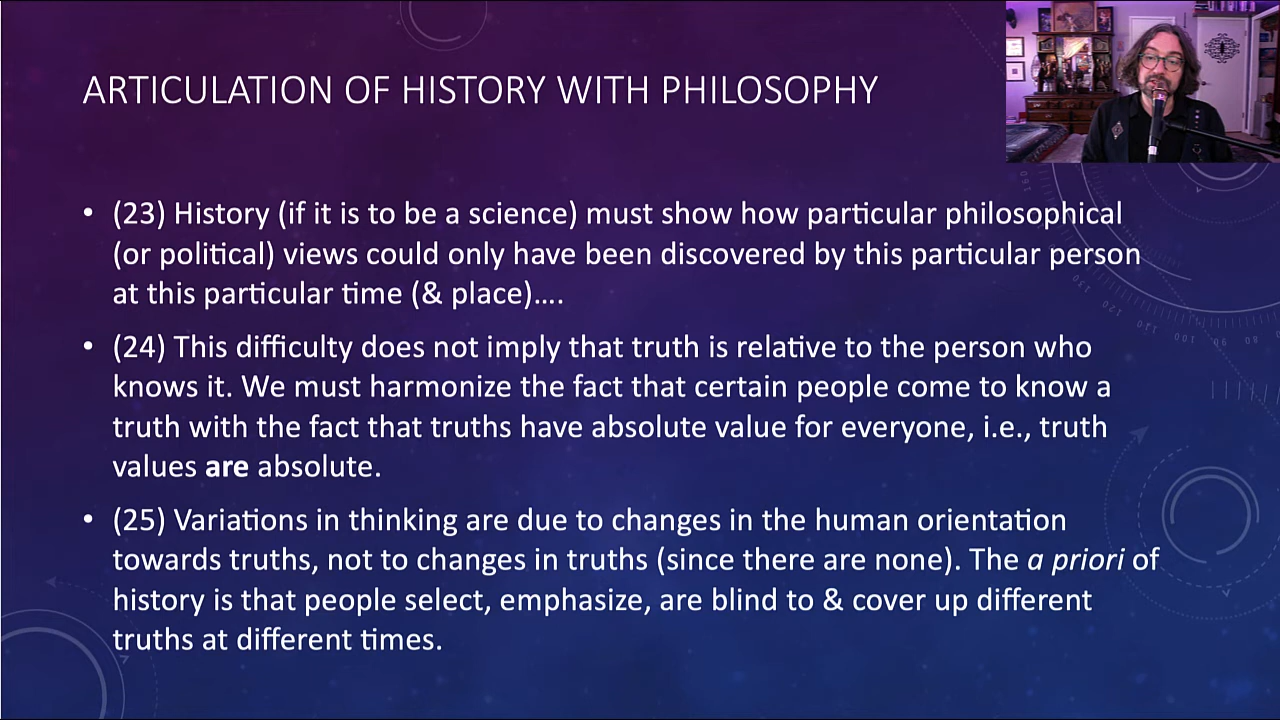 ARTICULATION OF HISTORY WITH PHILOSOPHY
• (23) History (if it is to be a science) must show how particular philosophical
(or political) views could only have been discovered by this particular person
at this particular time (& place)….
• (24) This difficulty does not imply that truth is relative to the person who
knows it. We must harmonize the fact that certain people come to know a
truth with the fact that truths have absolute value for everyone, i.e., truth
values are absolute.
• (25) Variations in thinking are due to changes in the human orientation
towards truths, not to changes in truths (since there are none). The a priori of
history is that people select, emphasize, are blind to & cover up different
truths at different times.